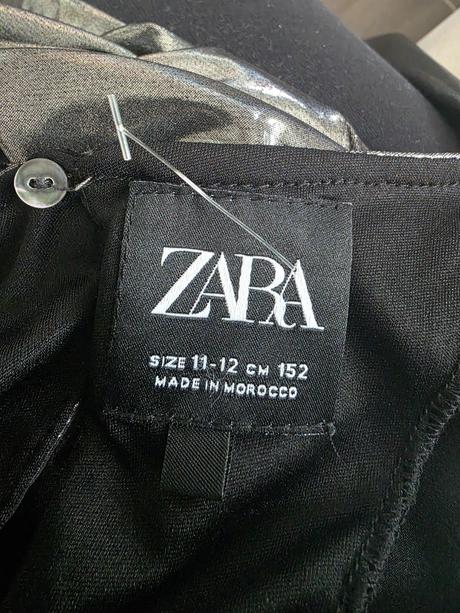 ZARA
SIZE 11-12 CM 152
MADE IN MOROCCO